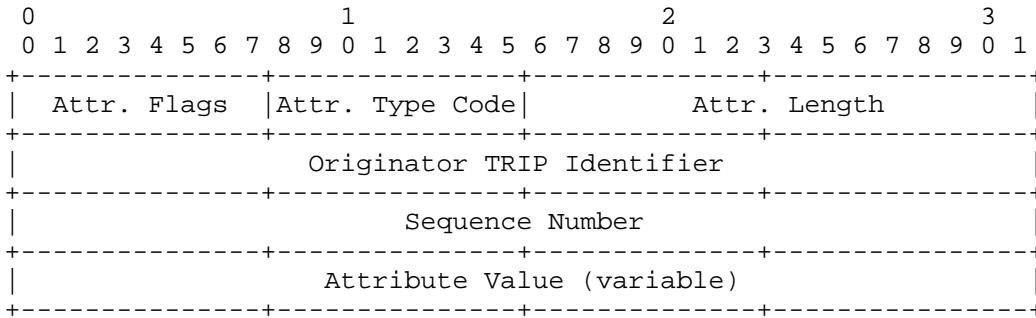 0                   1                   2                   3
0 1 2 3 4 5 6 7 8 9 0 1 2 3 4 5 6 7 8 9 0 1 2 3 4 5 6 7 8 9 0 1
+---------------+---------------+--------------+----------------+
|  Attr. Flags  |Attr. Type Code|          Attr. Length         |
+---------------+---------------+--------------+----------------+
|                   Originator TRIP Identifier                  |
+---------------+---------------+--------------+----------------+
|                        Sequence Number                        |
+---------------+---------------+--------------+----------------+
|                   Attribute Value (variable)                  |
+---------------+---------------+--------------+----------------+